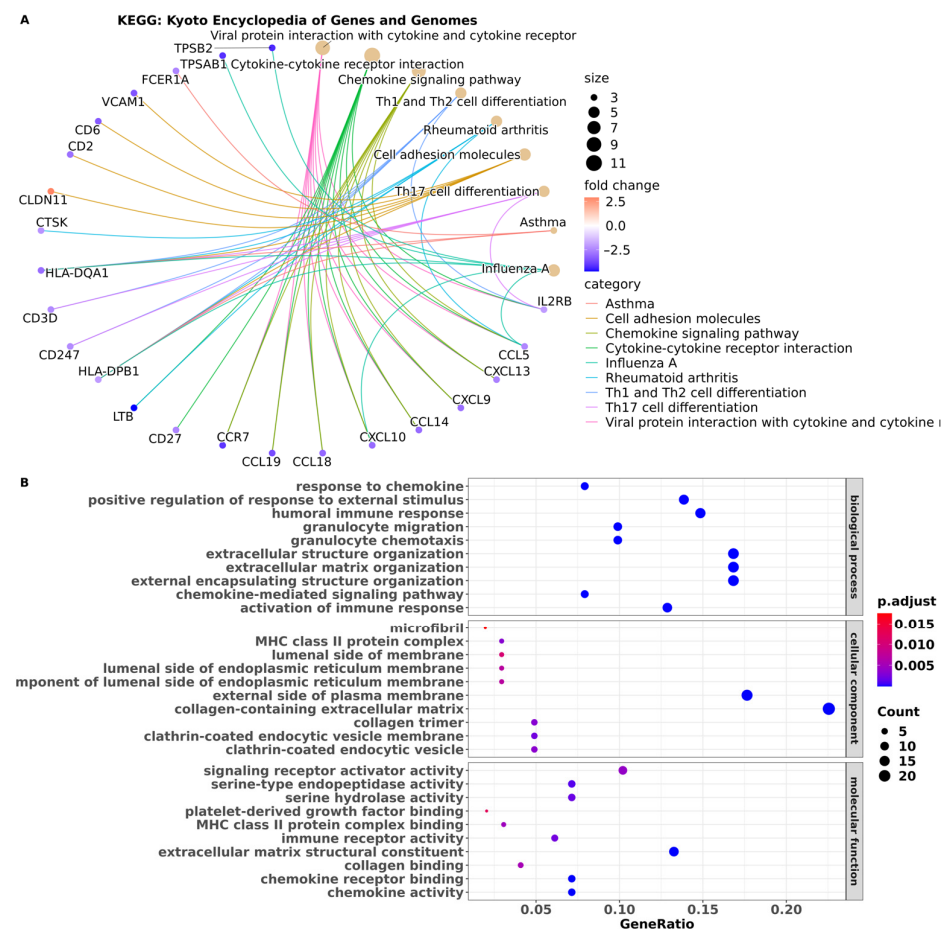 A
KEGG: Kyoto Encyclopedia of Genes and Genomes
Viral protein interaction with cytokine and cytokine receptor
TPSB2
TPSAB1
Cytokine-cytokine receptor interaction
FCER1A
Chemokine signaling pathway
VCAM1
Th1 and Th2 cell differentiation
CD6
Rheumatoid arthritis
CD2
Cell adhesion molecules
CLDN11
Th17 cell differentiation
CTSK
Asthma
HLA-DQA1
Influenza A
CD3D
IL2RB
CD247
CCL5
HLA-DPB1
CXCL13
LTB
CXCL9
CD27
CCL14
CCR7
CXCL10
CCL19
CCL18
size
3
5
7
9
11
fold change
2.5
0.0
−2.5
category
Asthma
Cell adhesion molecules
Chemokine signaling pathway
Cytokine-cytokine receptor interaction
Influenza A
Rheumatoid arthritis
Th1 and Th2 cell differentiation
Th17 cell differentiation
Viral protein interaction with cytokine and cytokine
B
response to chemokine
positive regulation of response to external stimulus
humoral immune response
granulocyte migration
granulocyte chemotaxis
extracellular structure organization
extracellular matrix organization
external encapsulating structure organization
chemokine-mediated signaling pathway
activation of immune response
biological process
microfibril
MHC class II protein complex
lumenal side of membrane
lumenal side of endoplasmic reticulum membrane
mponent of lumenal side of endoplasmic reticulum membrane
external side of plasma membrane
collagen-containing extracellular matrix
collagen trimer
clathrin-coated endocytic vesicle membrane
clathrin-coated endocytic vesicle
cellular component
signaling receptor activator activity
serine-type endopeptidase activity
serine hydrolase activity
platelet-derived growth factor binding
MHC class II protein complex binding
immune receptor activity
extracellular matrix structural constituent
collagen binding
chemokine receptor binding
chemokine activity
molecular function
0.05 0.10 0.15 0.20
GeneRatio
p.adjust
0.015
0.010
0.005
Count
5
10
15
20